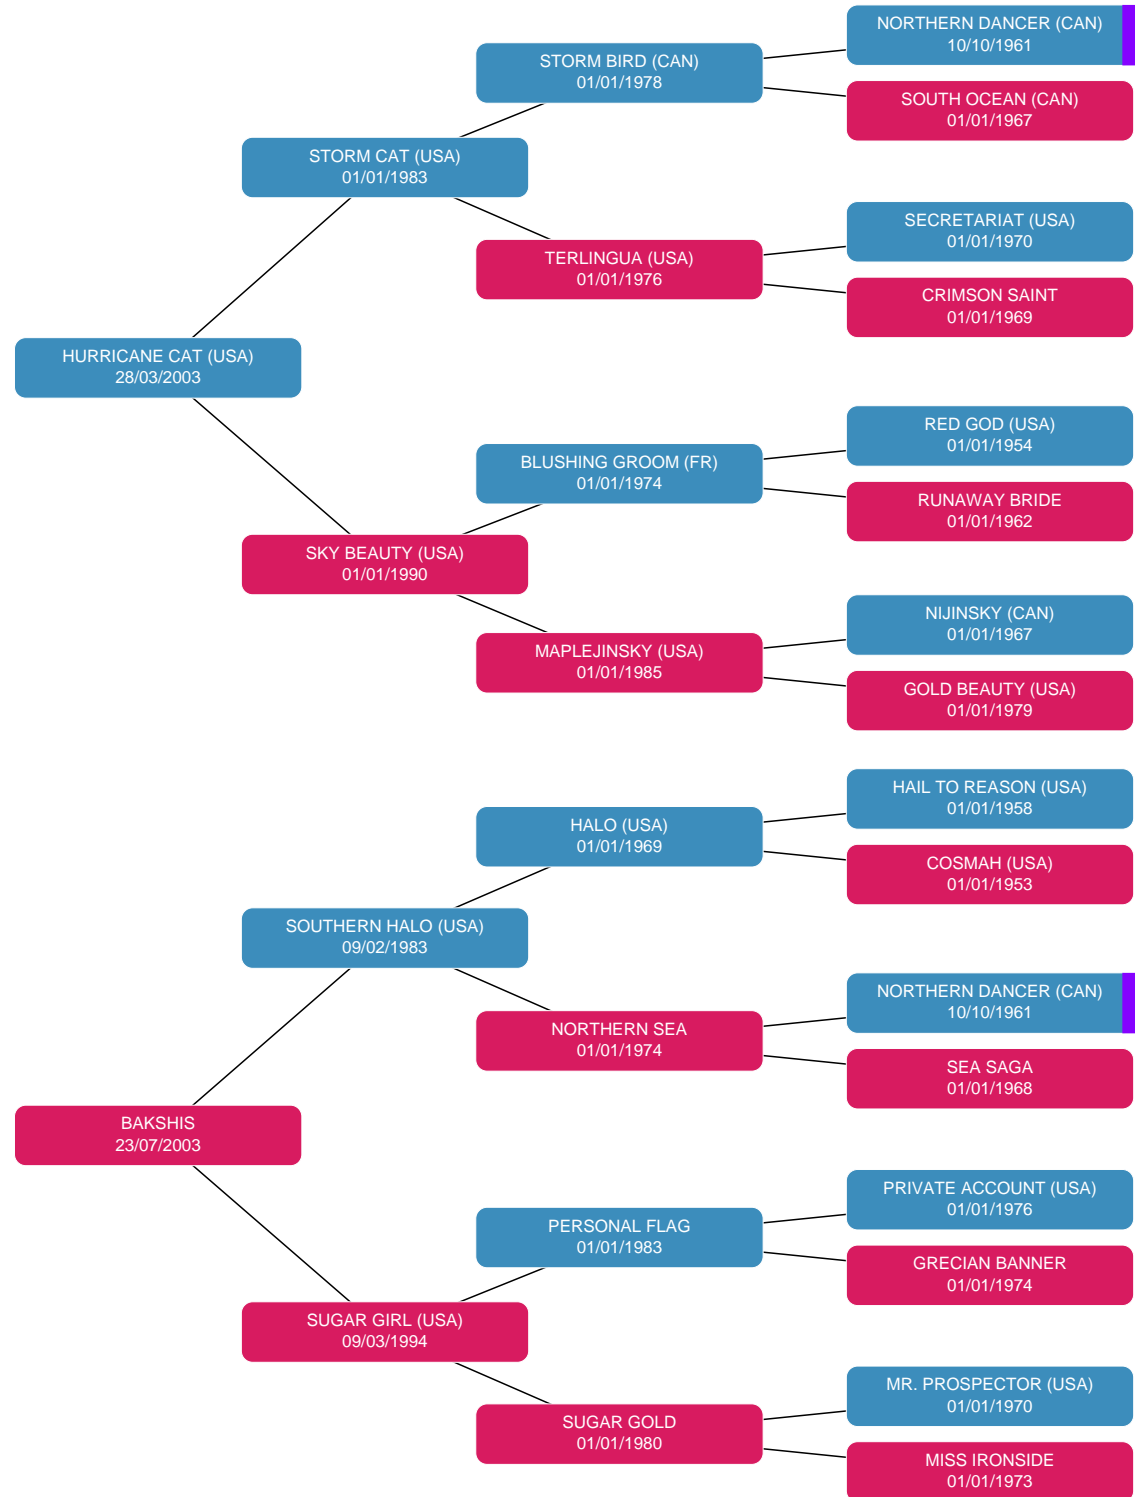 NORTHERN DANCER (CAN)
10/10/1961
STORM BIRD (CAN)
01/01/1978
SOUTH OCEAN (CAN)
01/01/1967
STORM CAT (USA)
01/01/1983
SECRETARIAT (USA)
01/01/1970
TERLINGUA (USA)
01/01/1976
CRIMSON SAINT
01/01/1969
HURRICANE CAT (USA)
28/03/2003
RED GOD (USA)
01/01/1954
BLUSHING GROOM (FR)
01/01/1974
RUNAWAY BRIDE
01/01/1962
SKY BEAUTY (USA)
01/01/1990
NIJINSKY (CAN)
01/01/1967
MAPLEJINSKY (USA)
01/01/1985
GOLD BEAUTY (USA)
01/01/1979
HAIL TO REASON (USA)
01/01/1958
HALO (USA)
01/01/1969
COSMAH (USA)
01/01/1953
SOUTHERN HALO (USA)
09/02/1983
NORTHERN DANCER (CAN)
10/10/1961
NORTHERN SEA
01/01/1974
SEA SAGA
01/01/1968
BAKSHIS
23/07/2003
PRIVATE ACCOUNT (USA)
01/01/1976
PERSONAL FLAG
01/01/1983
GRECIAN BANNER
01/01/1974
SUGAR GIRL (USA)
09/03/1994
MR. PROSPECTOR (USA)
01/01/1970
SUGAR GOLD
01/01/1980
MISS IRONSIDE
01/01/1973